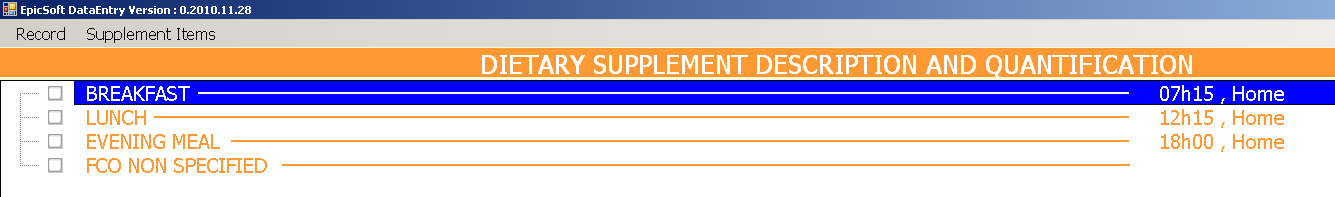 EpicSoft DataEntry Version : 0.2010.11.28
Record Supplement Items
DIETARY SUPPLEMENT DESCRIPTION AND QUANTIFICATION
BREAKFAST 07h15 , Home
LUNCH 12h15 , Home
EVENING MEAL 18h00 , Home
FCO NON SPECIFIED